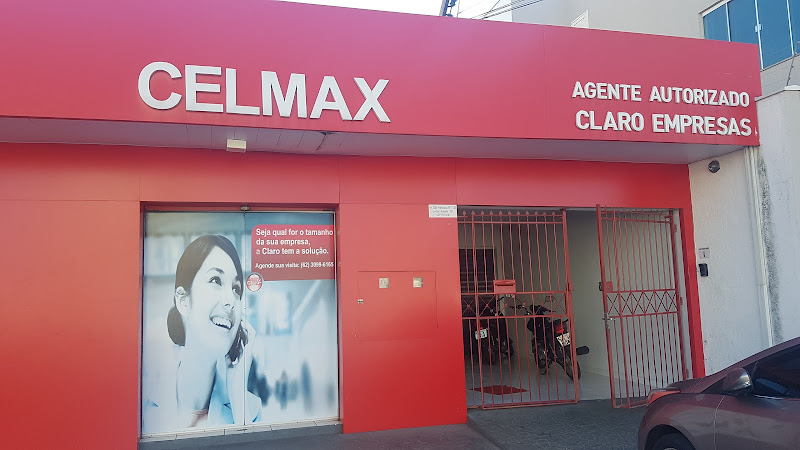 CELMAX
AGENTE AUTORIZADO
CLARO EMPRESAS
Seja qual for o tamanho
da sua empresa,
a Claro tem a solução.
Agende sua visita: (62) 3099-6165